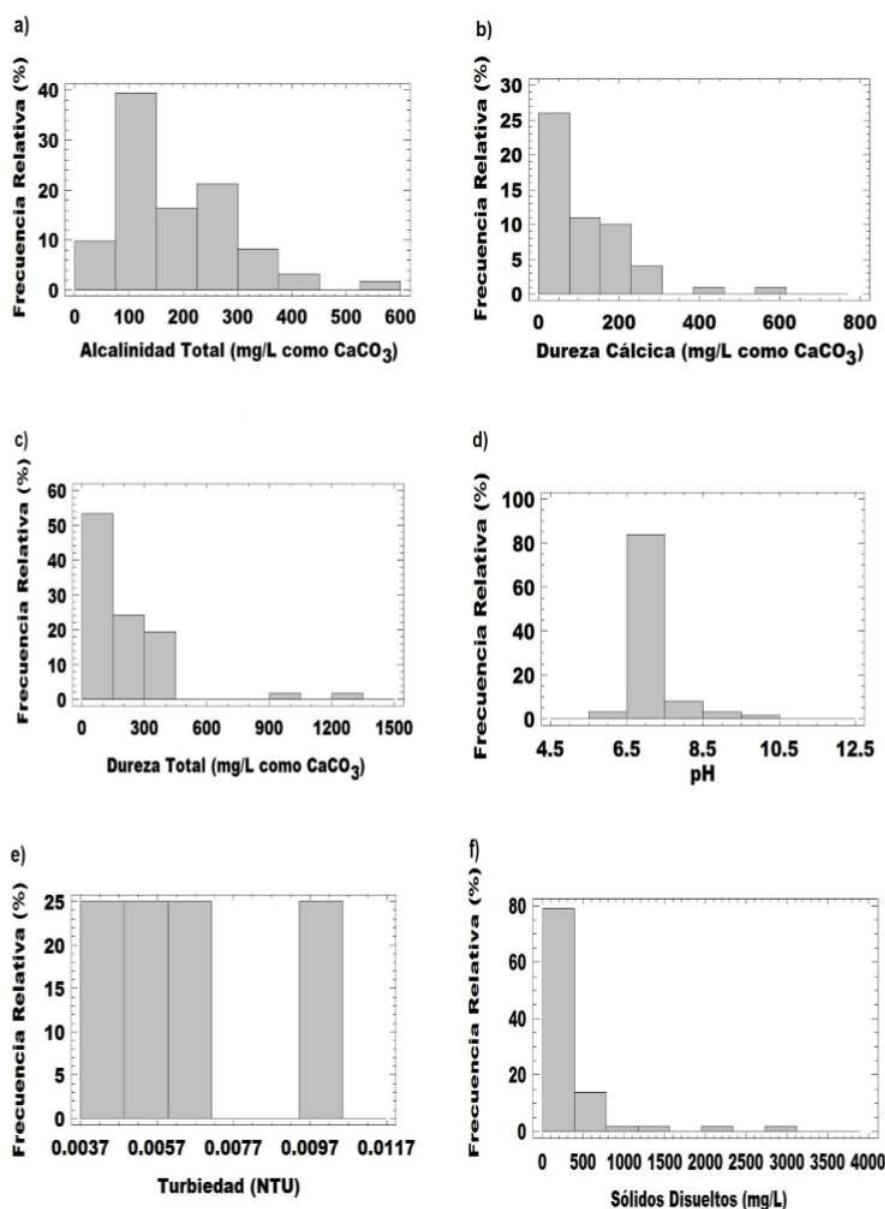 a)
Frecuencia Relativa (%)
40
30
20
10
0
0 100 200 300 400 500 600
Alcalinidad Total (mg/L como CaCO3)
b)
Frecuencia Relativa (%)
30
25
20
15
10
5
0
0 200 400 600 800
Dureza Cálcica (mg/L como CaCO3)
c)
Frecuencia Relativa (%)
60
50
40
30
20
10
0
0 300 600 900 1200 1500
Dureza Total (mg/L como CaCO3)
d)
Frecuencia Relativa (%)
100
80
60
40
20
0
4.5 6.5 8.5 10.5 12.5
pH
e)
Frecuencia Relativa (%)
25
20
15
10
5
0
0.0037 0.0057 0.0077 0.0097 0.0117
Turbiedad (NTU)
f)
Frecuencia Relativa (%)
80
60
40
20
0
0 500 1000 1500 2000 2500 3000 3500 4000
Sólidos Disueltos (mg/L)